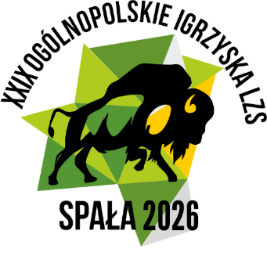 XXIX OGÓLNOPOLSKIE IGRZYSKA LZS
SPAŁA 2026